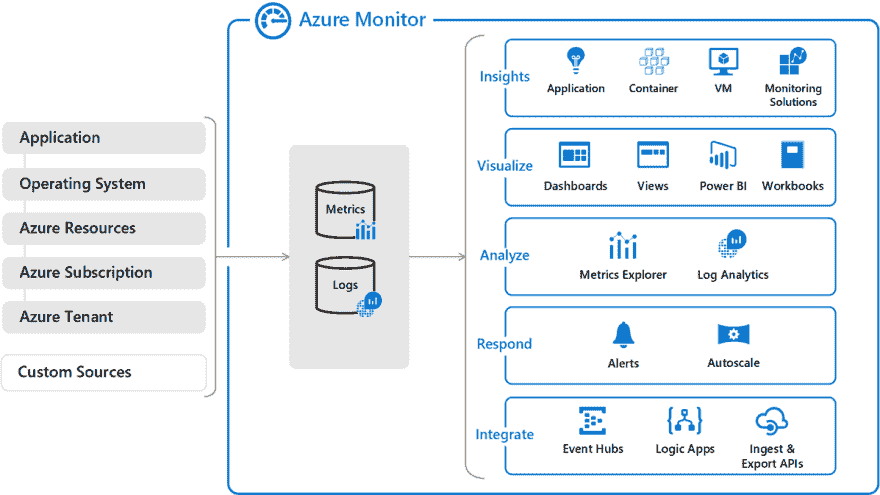 Azure Monitor
Application
Operating System
Azure Resources
Azure Subscription
Azure Tenant
Custom Sources
Metrics
Logs
Insights
Application
Container
VM
Monitoring
Solutions
Visualize
Dashboards
Views
Power BI
Workbooks
Analyze
Metrics Explorer
Log Analytics
Respond
Alerts
Autoscale
Integrate
Event Hubs
Logic Apps
Ingest &
Export APIs